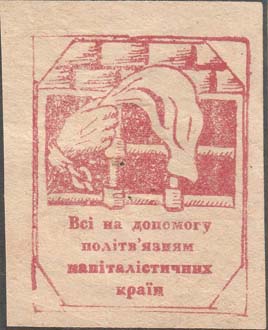 Всі на допомогу
політв'язням
капіталістичних
країн